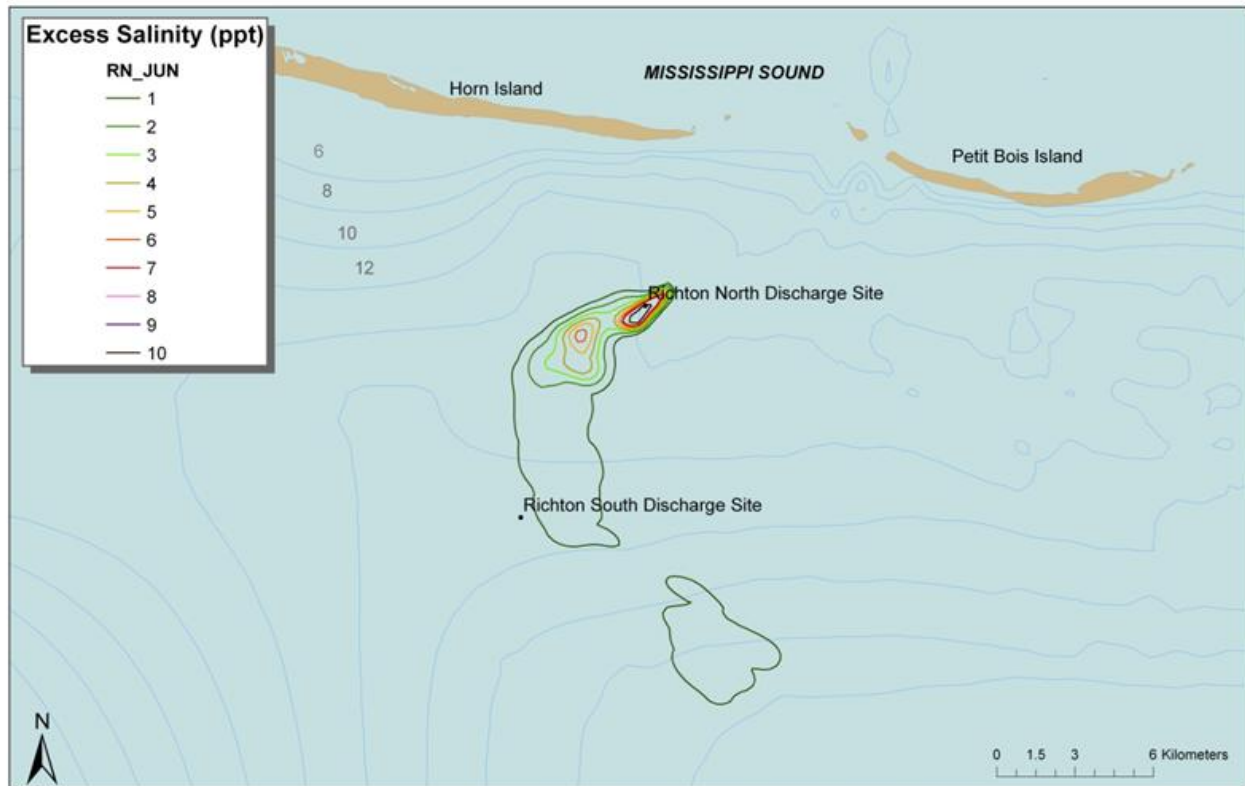 Excess Salinity (ppt)
RN_JUN
1
2
3
4
5
6
7
8
9
10
MISSISSIPPI SOUND
Horn Island
Petit Bois Island
6
8
10
12
Richton North Discharge Site
Richton South Discharge Site
N
0 1.5 3 6 Kilometers